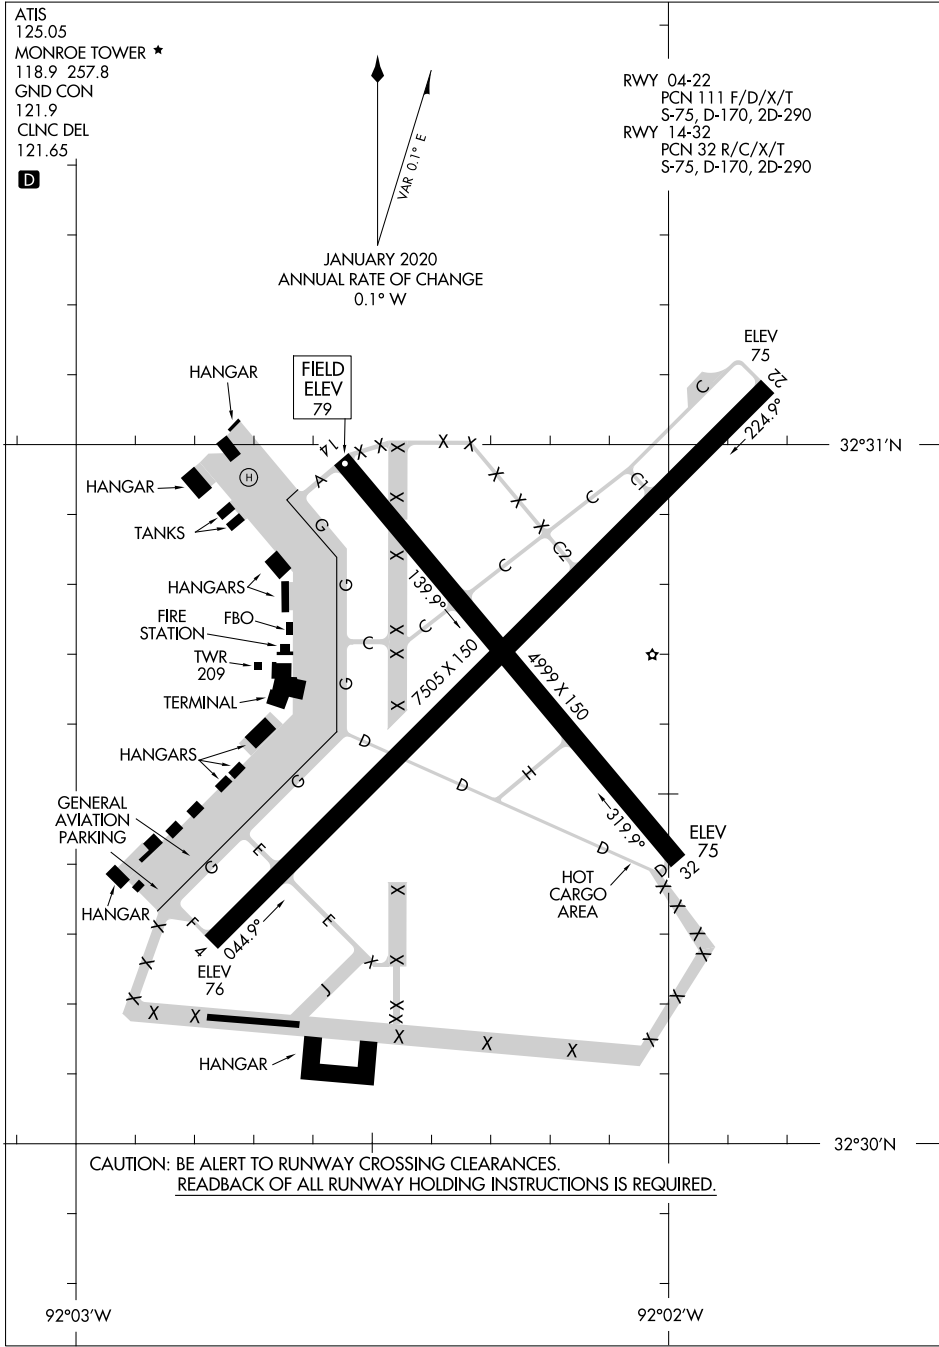 ATIS
125.05
MONROE TOWER
118.9 257.8
GND CON
121.9
CLNC DEL
121.65
D
RWY 04-22
PCN 111 F/D/X/T
S-75, D-170, 2D-290
RWY 14-32
PCN 32 R/C/X/T
S-75, D-170, 2D-290
VAR 0.1° E
JANUARY 2020
ANNUAL RATE OF CHANGE
0.1° W
ELEV
75
22
224.9°
HANGAR
FIELD
ELEV
79
14
32°31'N
X X X X X
A
H
C
HANGAR
X
C1
X
C
X
G
X
TANKS
X
C2
X
C
HANGARS
G
139.9°
FIRE
STATION
FBO
X
C
C
X
TWR
209
G
7505 X 150
4999 X 150
TERMINAL
X
D
HANGARS
G
D
H
GENERAL
AVIATION
PARKING
319.9°
ELEV
75
32
E
D
G
D
HOT
CARGO
AREA
HANGAR
X
X
X
F
E
X
X
4
044.9°
X
ELEV
76
X
X
X
J
X
X
X
X
X
X
X
X
X
X
X
HANGAR
32°30'N
CAUTION: BE ALERT TO RUNWAY CROSSING CLEARANCES.
READBACK OF ALL RUNWAY HOLDING INSTRUCTIONS IS REQUIRED.
92°03'W
92°02'W